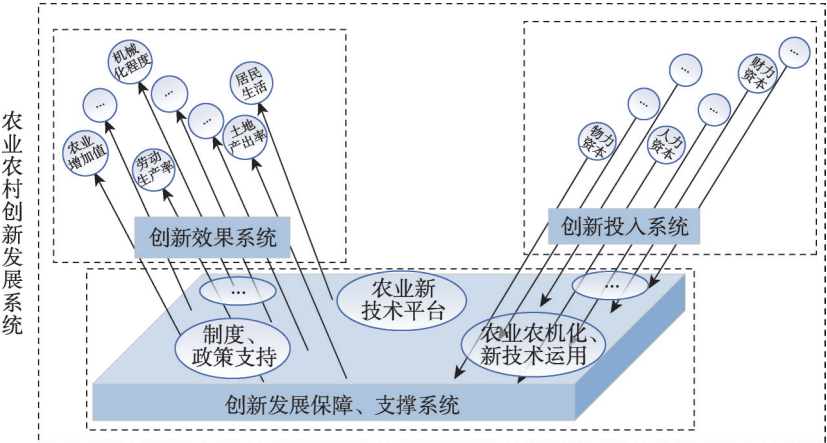 农业农村创新发展系统
机械
化程度
居民
生活
...
...
...
土地
产出率
农业
增加值
劳动
生产率
创新效果系统
...
财力
资本
...
...
...
物力
资本
人力
资本
创新投入系统
...
农业新
技术平台
...
制度、
政策支持
农业农机化、
新技术运用
创新发展保障、支撑系统